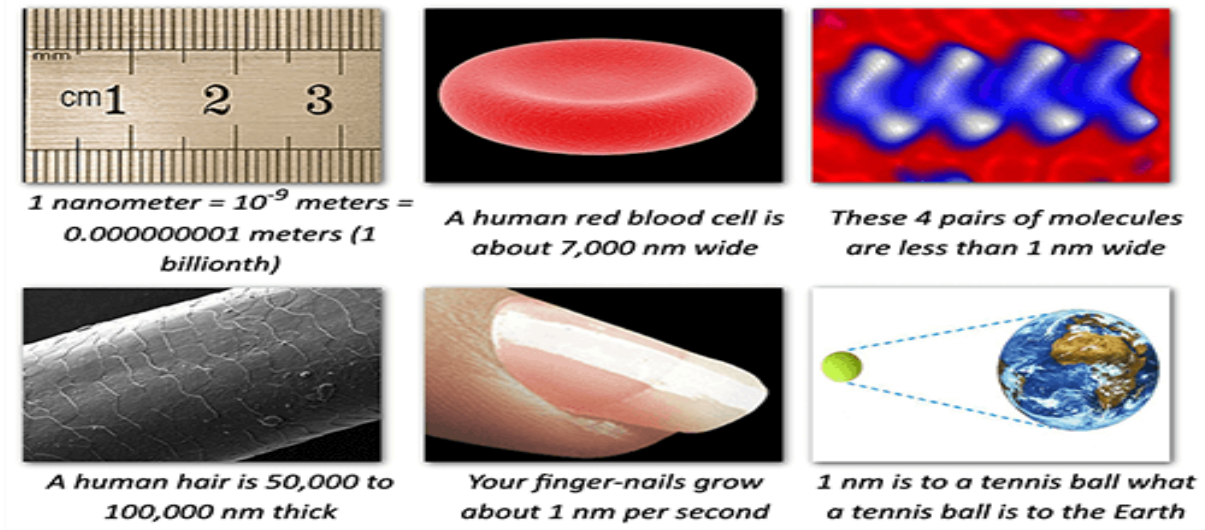 mm
cm 1 2 3
1 nanometer = 10⁻⁹ meters =
0.000000001 meters (1
billionth)
A human red blood cell is
about 7,000 nm wide
These 4 pairs of molecules
are less than 1 nm wide
A human hair is 50,000 to
100,000 nm thick
Your finger-nails grow
about 1 nm per second
1 nm is to a tennis ball what
a tennis ball is to the Earth